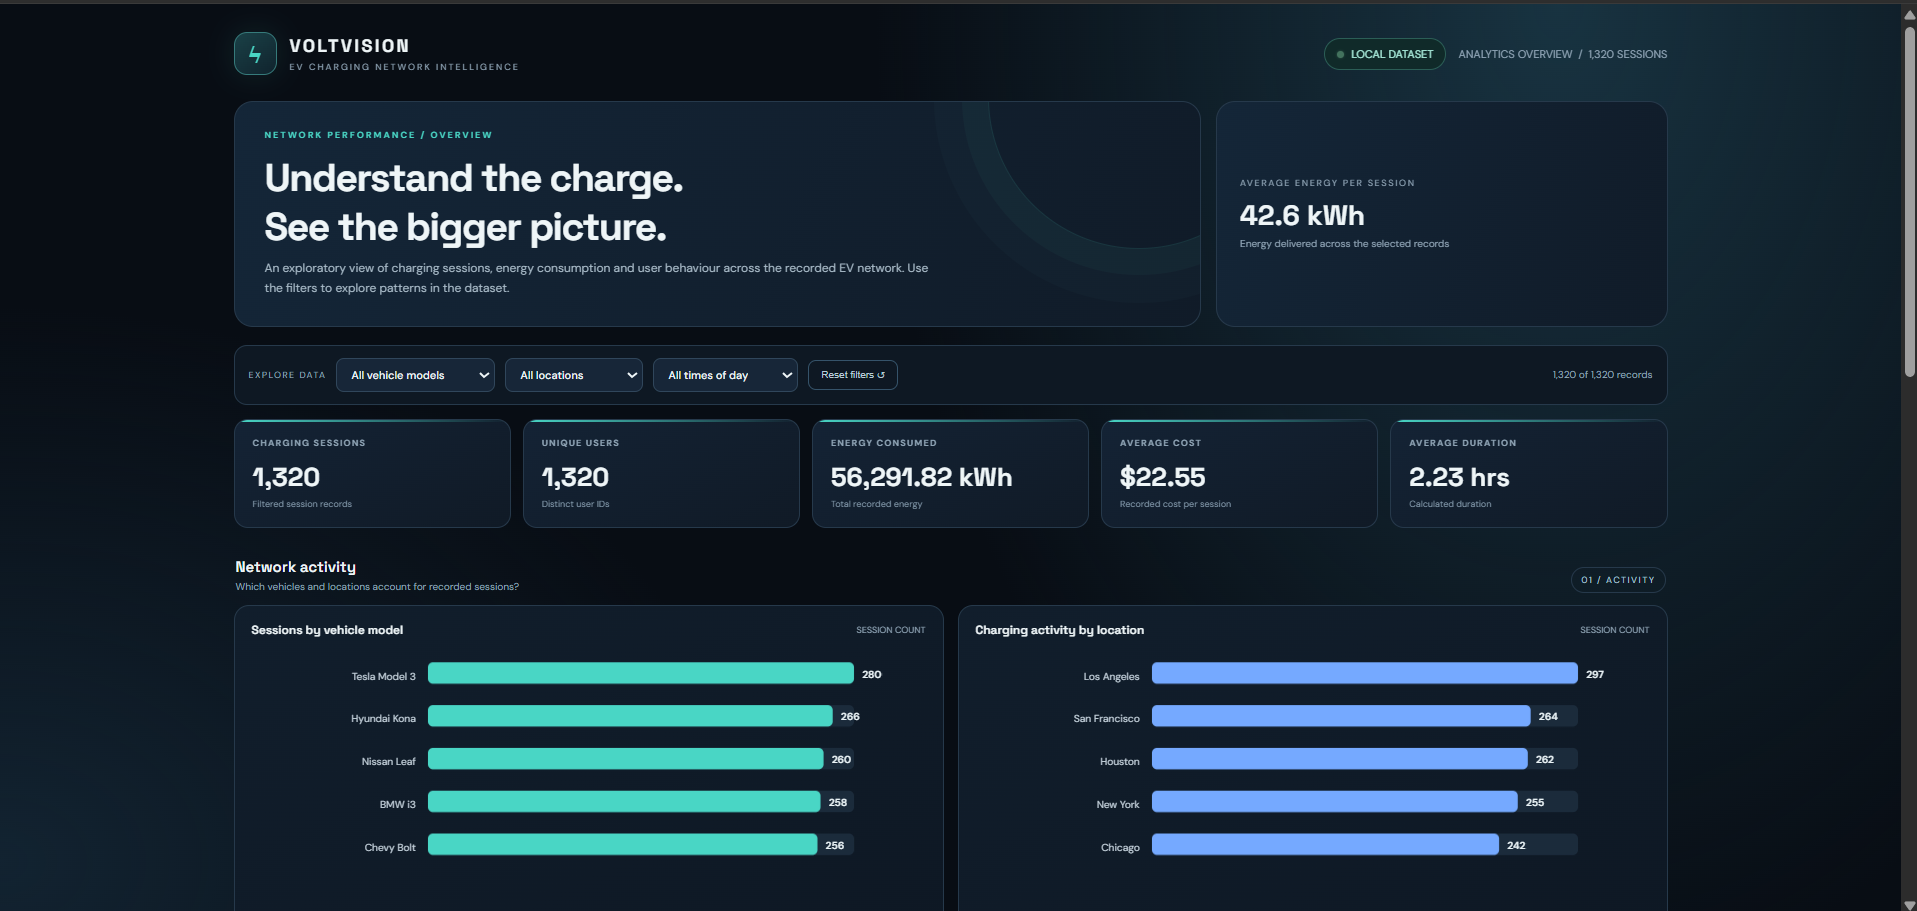 VOLTVISION
EV CHARGING NETWORK INTELLIGENCE
LOCAL DATASET
ANALYTICS OVERVIEW / 1,320 SESSIONS
NETWORK PERFORMANCE / OVERVIEW
Understand the charge.
See the bigger picture.
An exploratory view of charging sessions, energy consumption and user behaviour across the recorded EV network. Use
the filters to explore patterns in the dataset.
AVERAGE ENERGY PER SESSION
42.6 kWh
Energy delivered across the selected records
EXPLORE DATA
All vehicle models
All locations
All times of day
Reset filters ↺
1,320 of 1,320 records
CHARGING SESSIONS
1,320
Filtered session records
UNIQUE USERS
1,320
Distinct user IDs
ENERGY CONSUMED
56,291.82 kWh
Total recorded energy
AVERAGE COST
$22.55
Recorded cost per session
AVERAGE DURATION
2.23 hrs
Calculated duration
Network activity
Which vehicles and locations account for recorded sessions?
01 / ACTIVITY
Sessions by vehicle model
SESSION COUNT
Tesla Model 3 280
Hyundai Kona 266
Nissan Leaf 260
BMW i3 258
Chevy Bolt 256
Charging activity by location
SESSION COUNT
Los Angeles 297
San Francisco 264
Houston 262
New York 255
Chicago 242